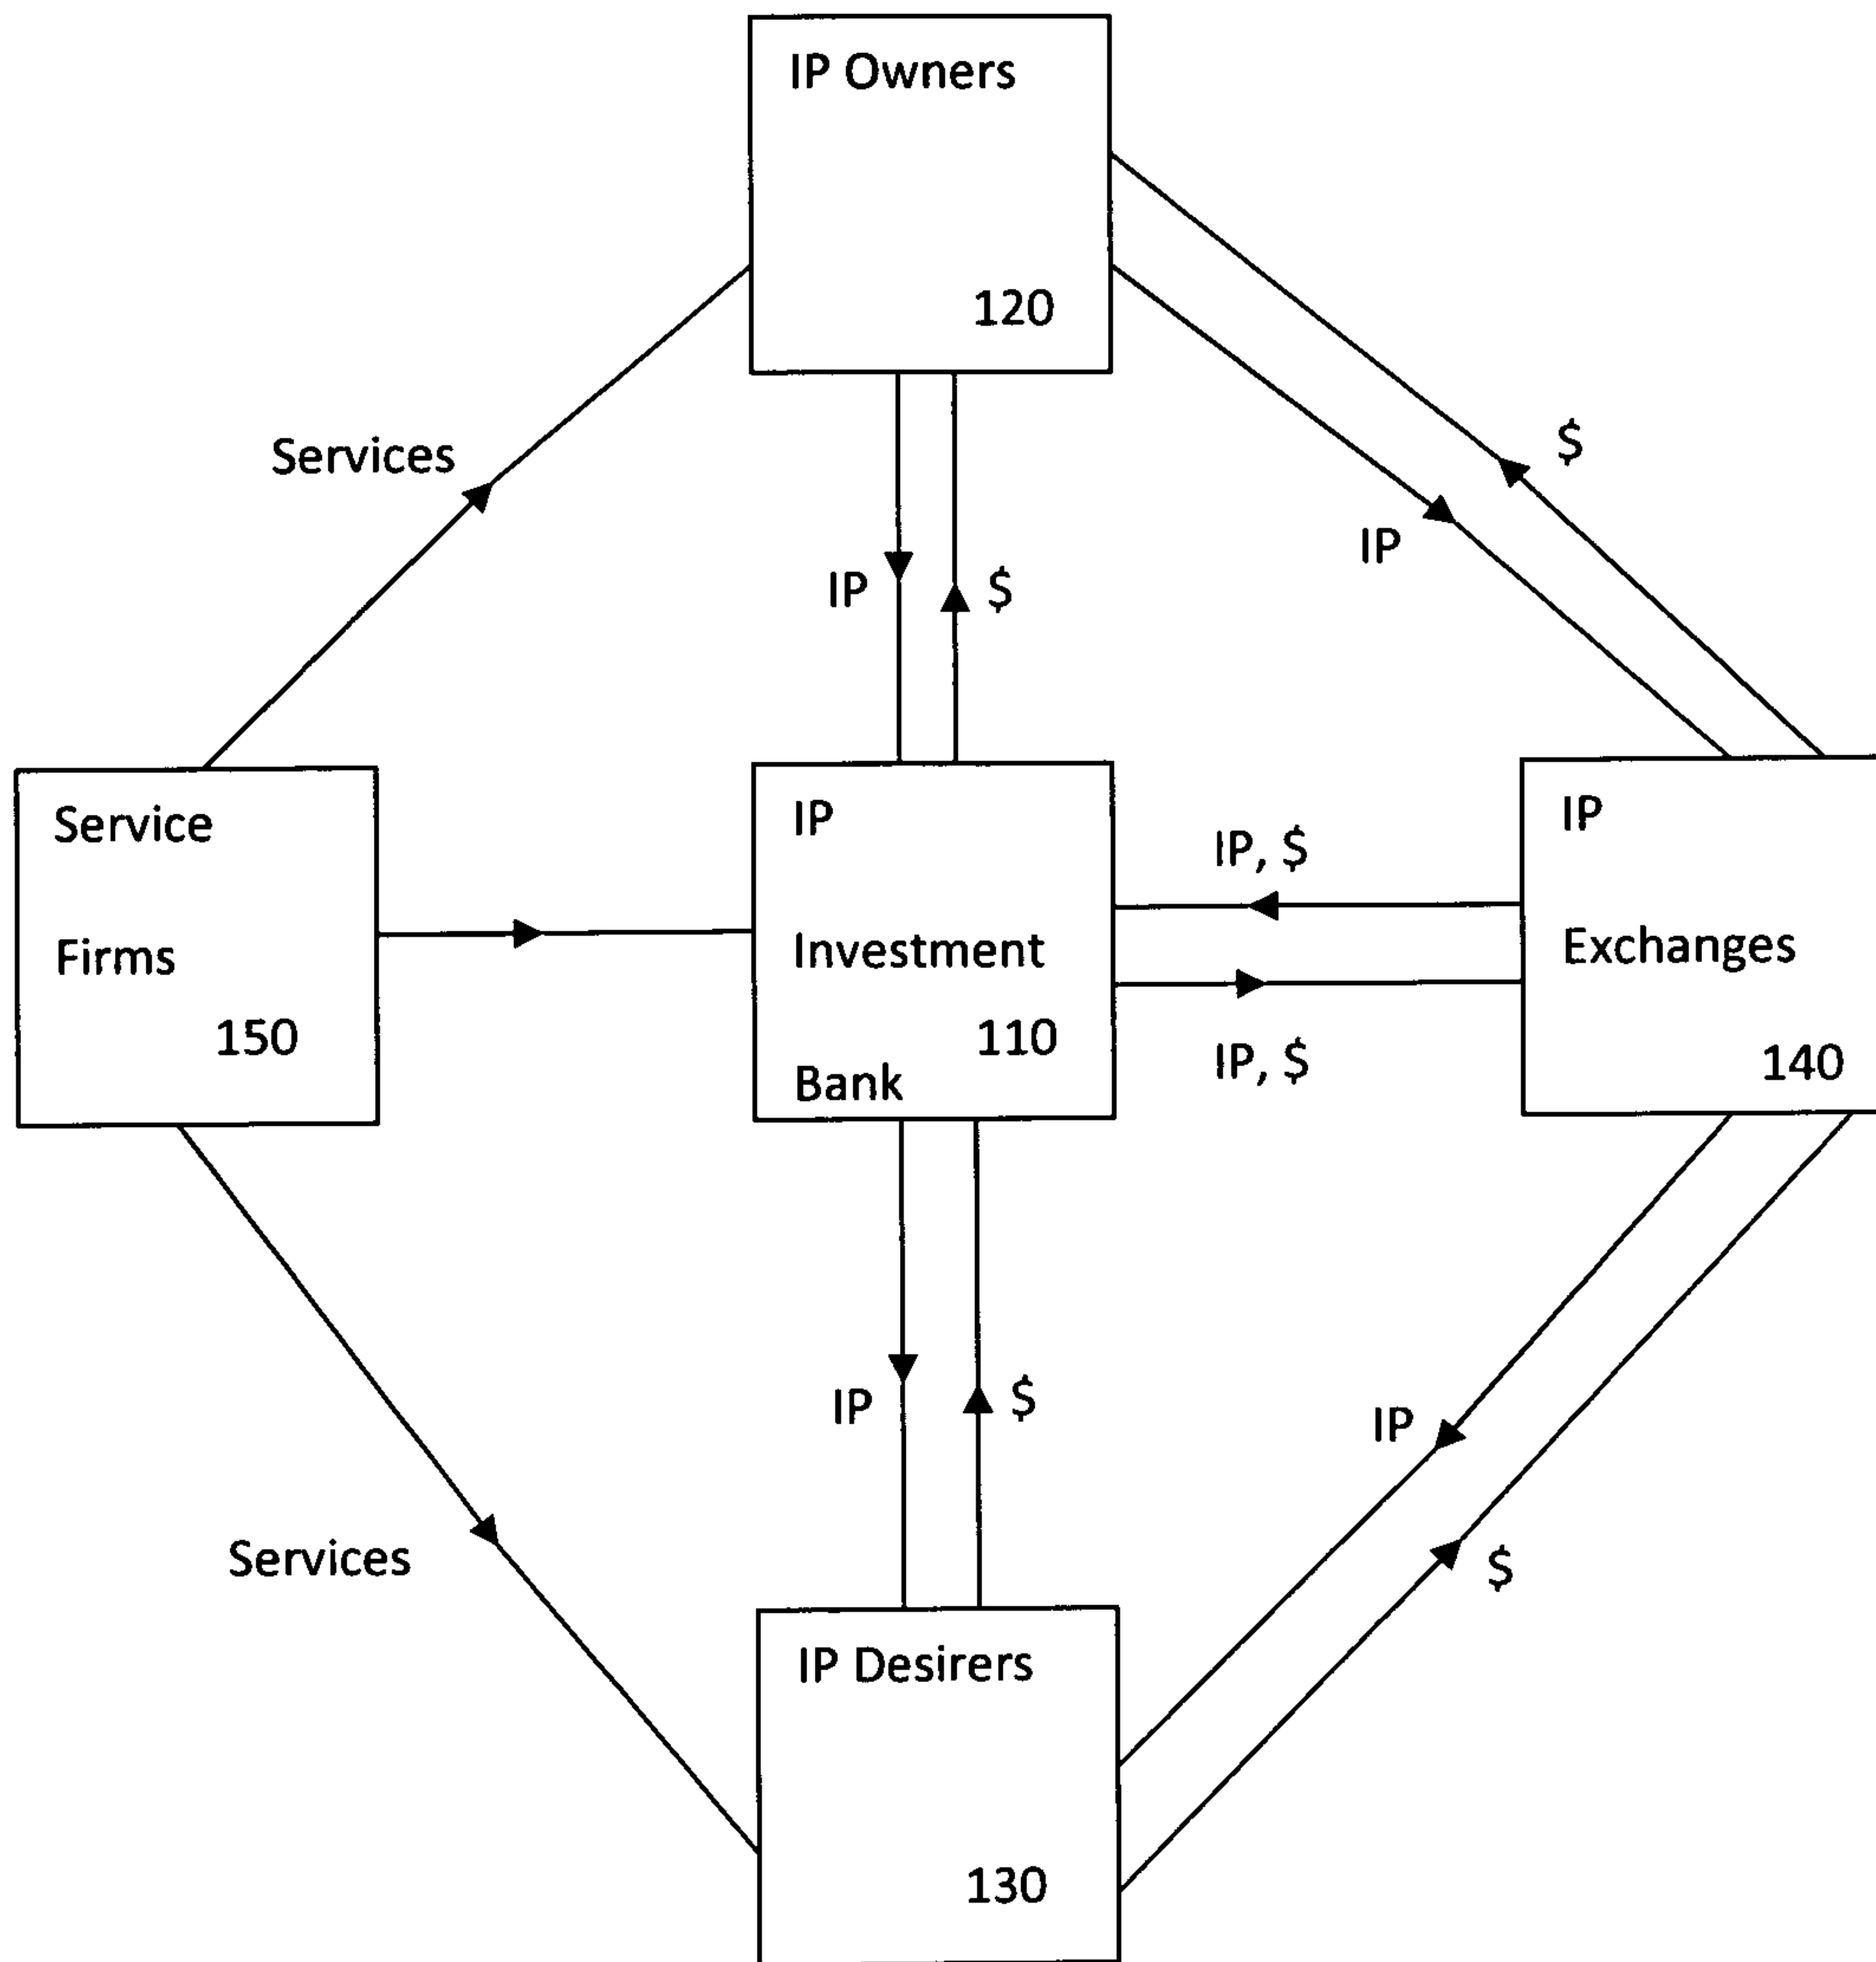 IP Owners
120
$
Services
IP
IP
$
IP
Service
IP
IP, $
Exchanges
Investment
Firms
150
110
140
IP, $
Bank
IP
$
IP
Services
$
IP Desirers
130